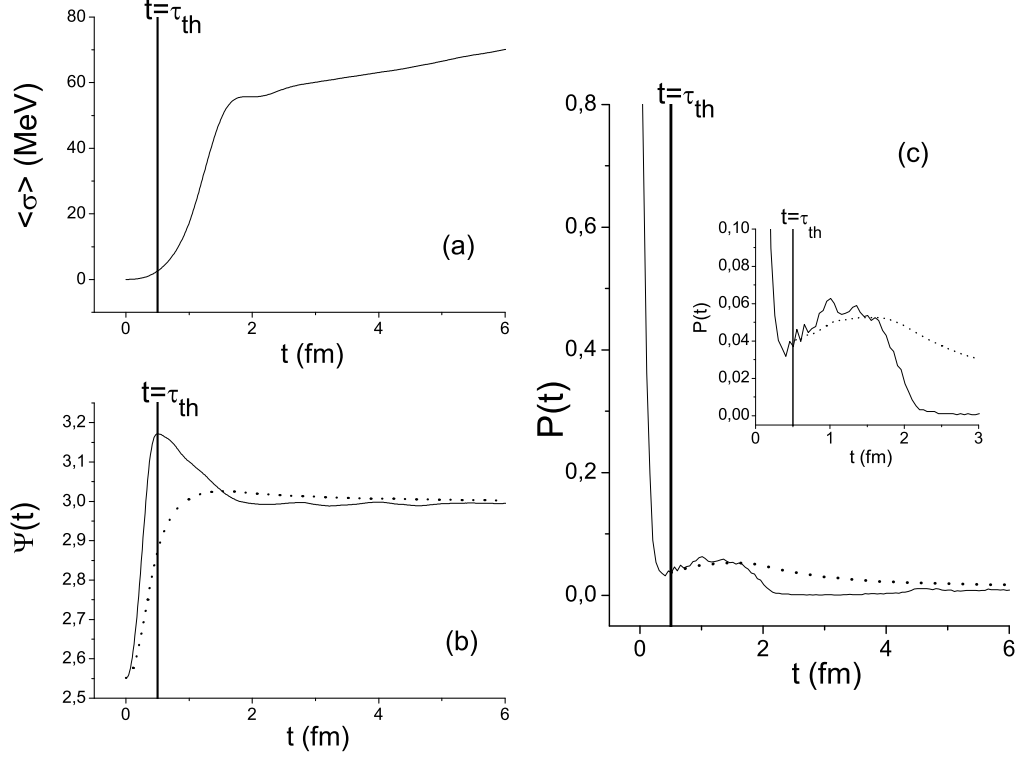 t=τth
80
60
40
20
0
<σ> (MeV)
(a)
0
2
4
6
t (fm)
t=τth
3,2
3,1
3,0
2,9
2,8
2,7
2,6
2,5
Ψ(t)
(b)
0
2
4
6
t (fm)
t=τth
0,8
0,6
0,4
0,2
0,0
P(t)
(c)
0
2
4
6
t (fm)
t=τth
0,10
0,08
0,06
0,04
0,02
0,00
P(t)
0
1
2
3
t (fm)